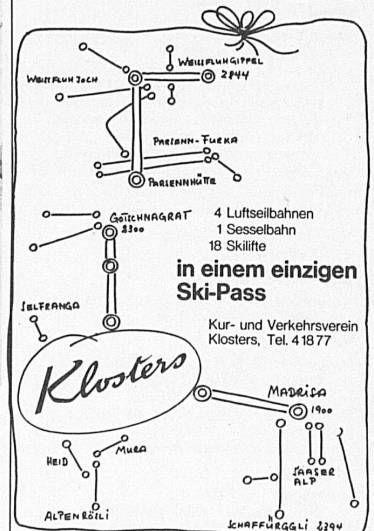 WEISSFLUHGIPFEL
2844
WEISSFLUHJOCH
PARSENN-FURKA
PARSENNHÜTTE
GOTSCHNAGRAT
2300
4 Luftseilbahnen
1 Sesselbahn
18 Skilifte
in einem einzigen
Ski-Pass
SELFRANGA
Kur- und Verkehrsverein
Klosters, Tel. 41877
Klosters
MADRISA
1900
HEID
MURA
SAASER
ALP
ALPENRÖSLI
SCHAFFÜRGGLI 2394